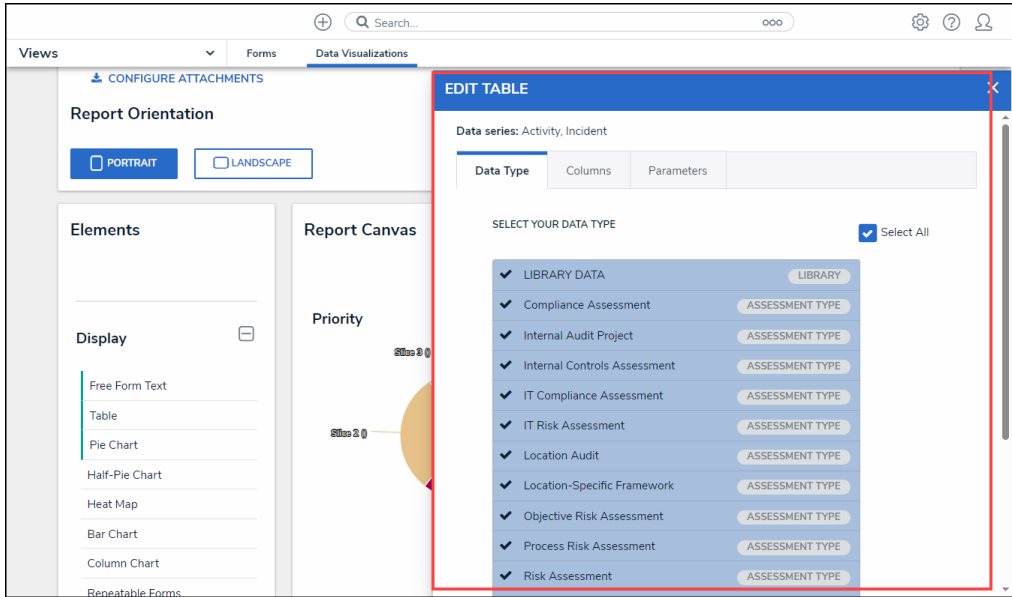 Search...
Views
Forms
Data Visualizations
CONFIGURE ATTACHMENTS
Report Orientation
PORTRAIT
LANDSCAPE
Elements
Display
Free Form Text
Table
Pie Chart
Half-Pie Chart
Heat Map
Bar Chart
Column Chart
Repeatable Forms
Report Canvas
Priority
Slice 3 ()
Slice 2 ()
EDIT TABLE
Data series: Activity, Incident
Data Type
Columns
Parameters
SELECT YOUR DATA TYPE
Select All
LIBRARY DATA LIBRARY
Compliance Assessment ASSESSMENT TYPE
Internal Audit Project ASSESSMENT TYPE
Internal Controls Assessment ASSESSMENT TYPE
IT Compliance Assessment ASSESSMENT TYPE
IT Risk Assessment ASSESSMENT TYPE
Location Audit ASSESSMENT TYPE
Location-Specific Framework ASSESSMENT TYPE
Objective Risk Assessment ASSESSMENT TYPE
Process Risk Assessment ASSESSMENT TYPE
Risk Assessment ASSESSMENT TYPE